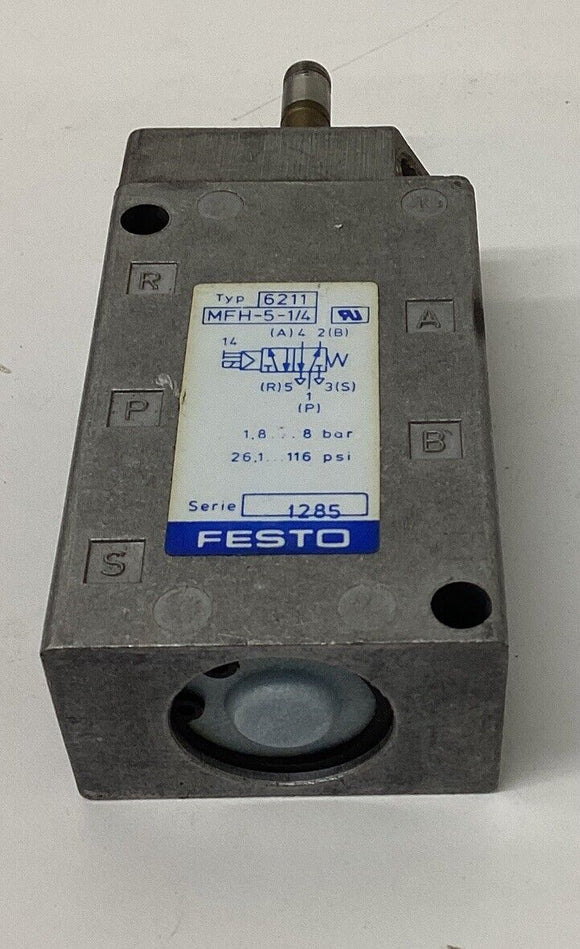 R
P
S
A
B
Typ 6211
MFH-5-1/4
(A)4 2(B)
14
(R)5 3(S)
1
(P)
1,8...8 bar
26,1...116 psi
Serie 1285
FESTO